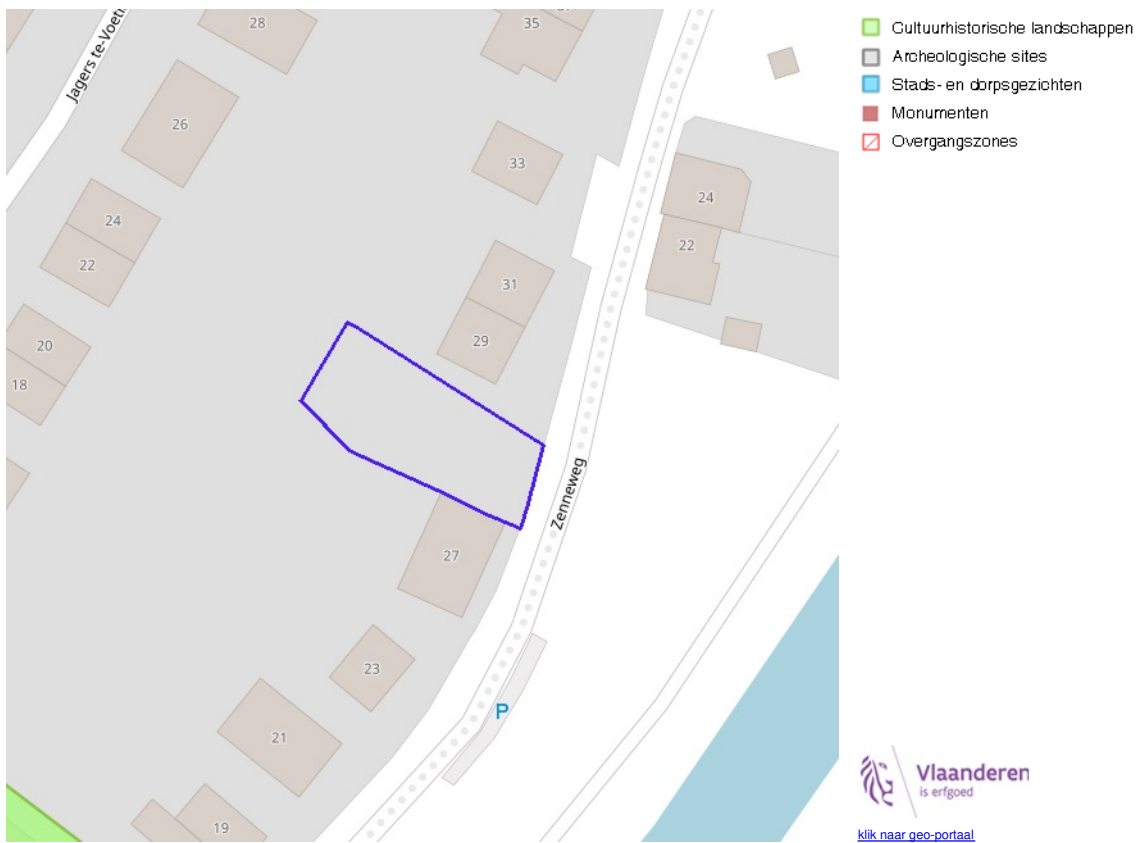 28
35
Jagers te-Voet
26
33
24
22
24
22
31
29
20
18
Zenneweg
27
23
P
21
19
Cultuurhistorische landschappen
Archeologische sites
Stads- en dorpsgezichten
Monumenten
Overgangszones
Vlaanderen
is erfgoed
klik naar geo-portaal